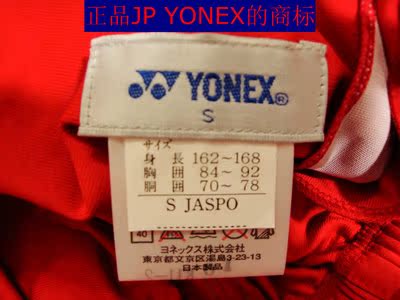 正品JP YONEX的商标
YONEX®
S
サイズ
身 長 162～168
胸 囲 84～92
胴 囲 70～78
S JASPO
40
ヨネックス株式会社
東京都文京区湯島3-23-13
日本製品